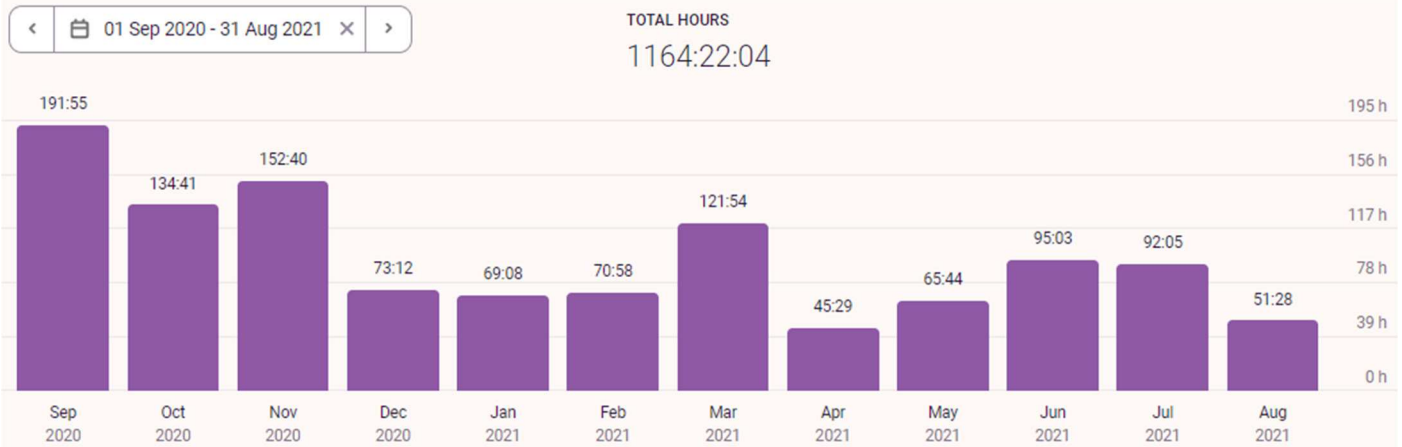 01 Sep 2020 - 31 Aug 2021
TOTAL HOURS
1164:22:04
191:55
134:41
152:40
73:12
69:08
70:58
121:54
45:29
65:44
95:03
92:05
51:28
195 h
156 h
117 h
78 h
39 h
0 h
Sep
2020
Oct
2020
Nov
2020
Dec
2020
Jan
2021
Feb
2021
Mar
2021
Apr
2021
May
2021
Jun
2021
Jul
2021
Aug
2021